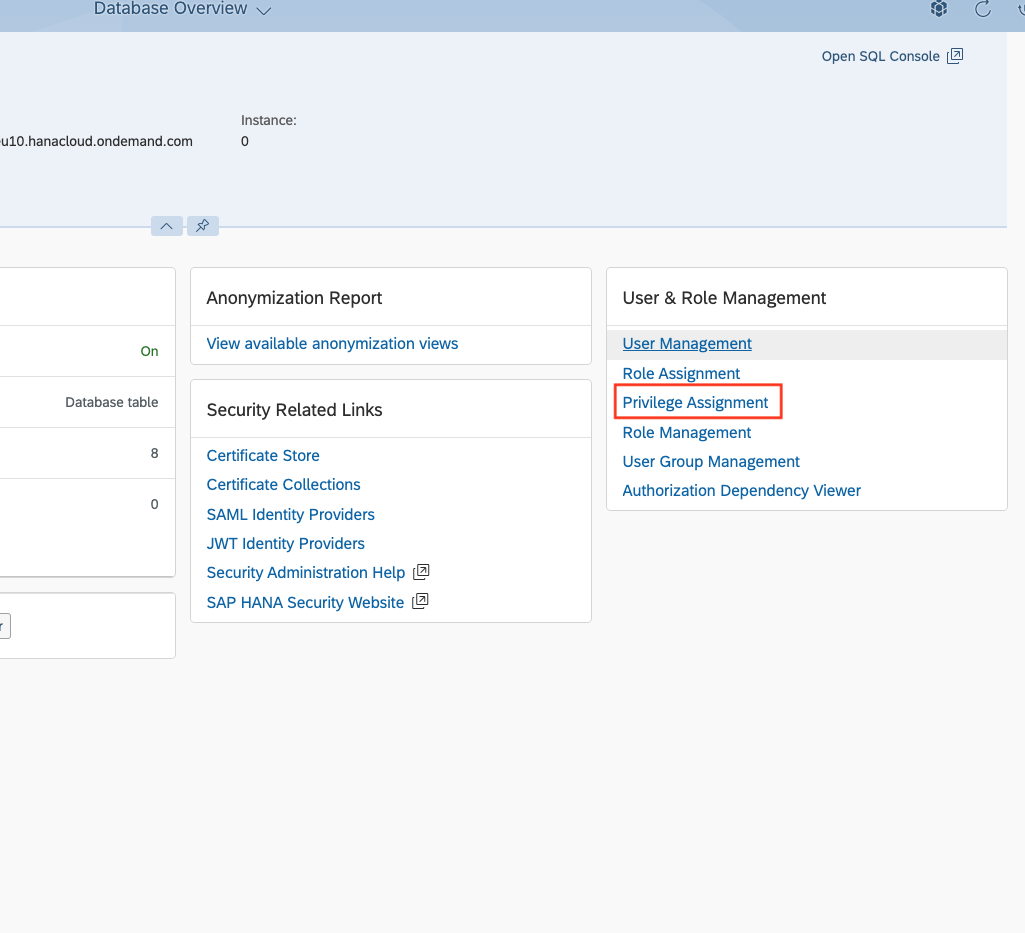 Database Overview
Open SQL Console
Instance:
u10.hanacloud.ondemand.com
0
Anonymization Report
View available anonymization views
User & Role Management
User Management
Role Assignment
Privilege Assignment
Role Management
User Group Management
Authorization Dependency Viewer
On
Database table
8
0
Security Related Links
Certificate Store
Certificate Collections
SAML Identity Providers
JWT Identity Providers
Security Administration Help
SAP HANA Security Website
r